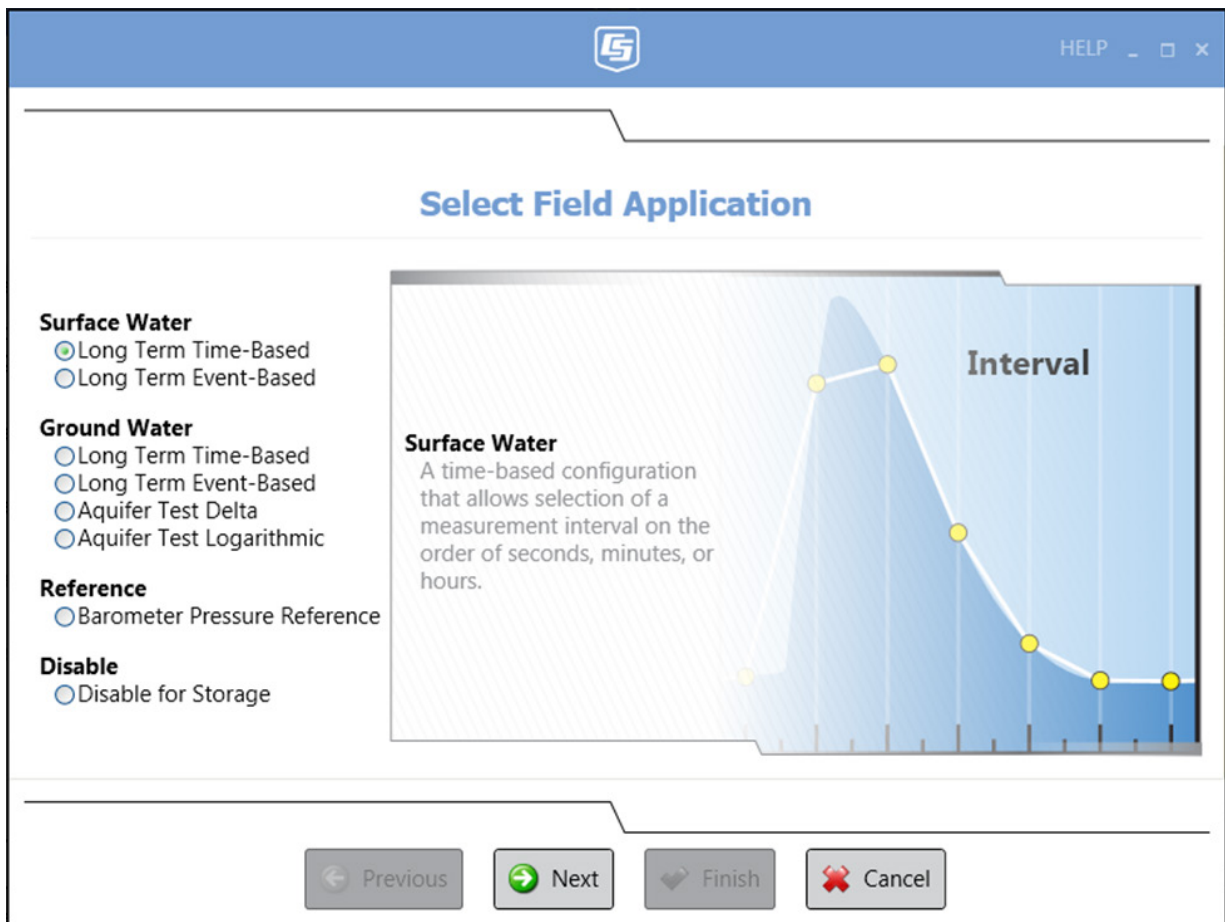 HELP
Select Field Application
Surface Water
Long Term Time-Based
Long Term Event-Based
Ground Water
Long Term Time-Based
Long Term Event-Based
Aquifer Test Delta
Aquifer Test Logarithmic
Reference
Barometer Pressure Reference
Disable
Disable for Storage
Interval
Surface Water
A time-based configuration
that allows selection of a
measurement interval on the
order of seconds, minutes, or
hours.
Previous
Next
Finish
Cancel